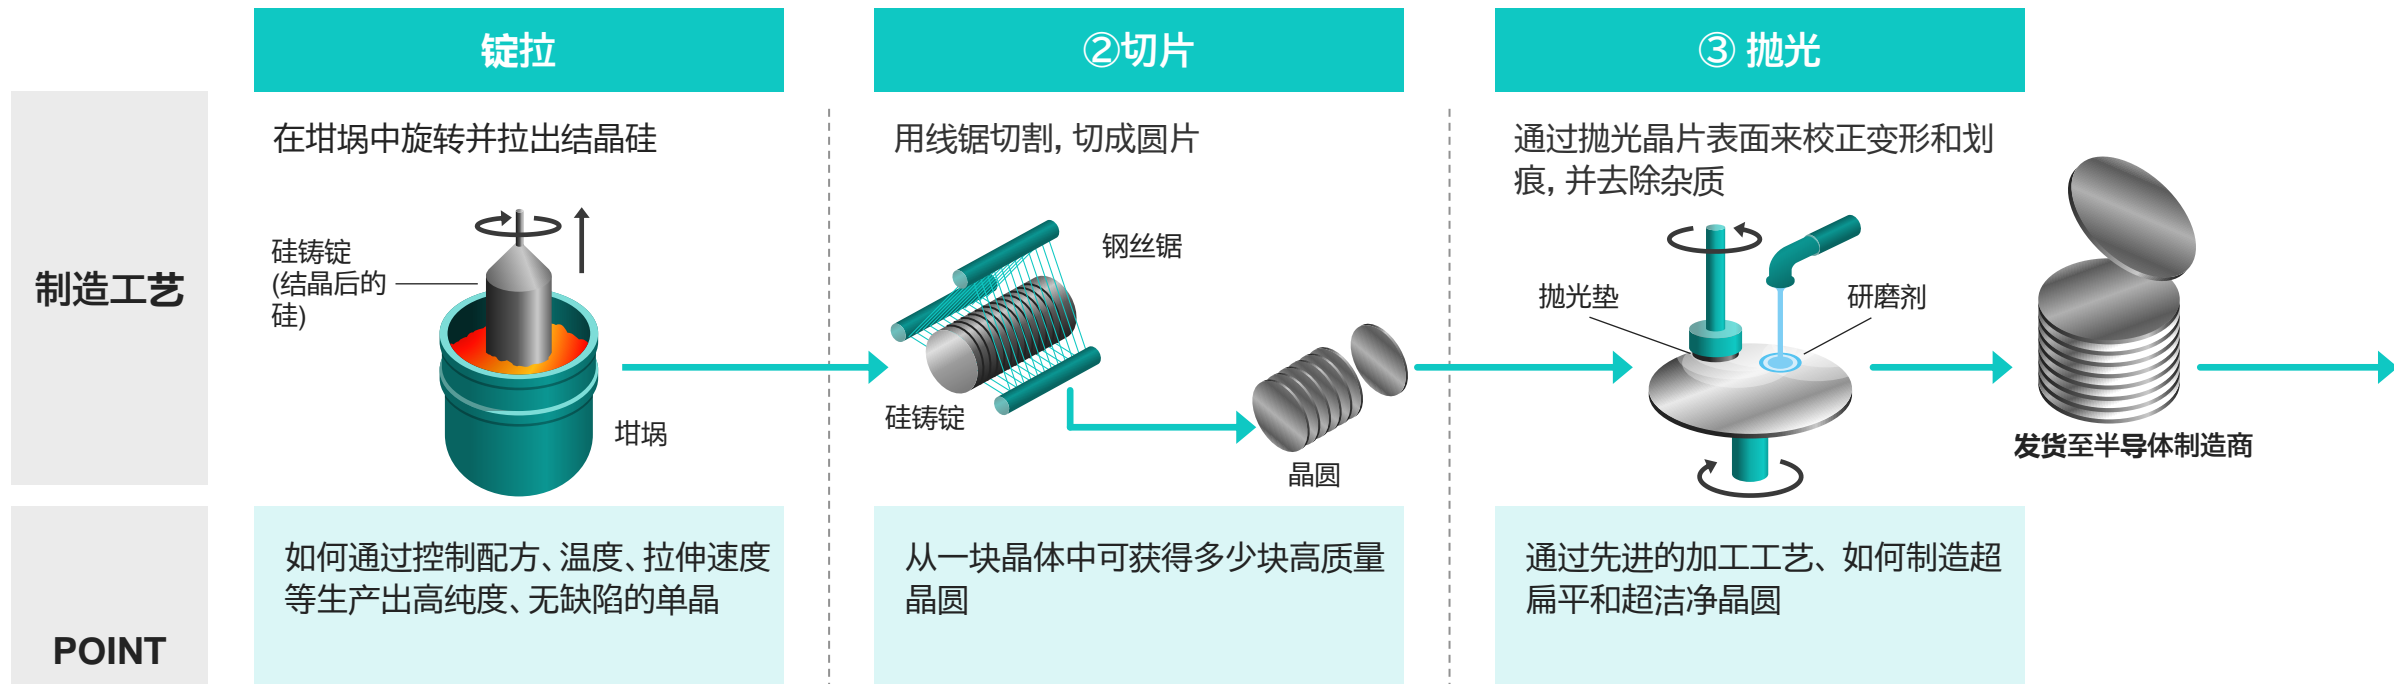 锭拉
②切片
③ 抛光
制造工艺
在坩埚中旋转并拉出结晶硅
硅铸锭
(结晶后的
硅)
坩埚
用线锯切割, 切成圆片
钢丝锯
硅铸锭
晶圆
通过抛光晶片表面来校正变形和划
痕, 并去除杂质
抛光垫
研磨剂
发货至半导体制造商
POINT
如何通过控制配方、温度、拉伸速度
等生产出高纯度、无缺陷的单晶
从一块晶体中可获得多少块高质量
晶圆
通过先进的加工工艺、如何制造超
扁平和超洁净晶圆